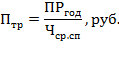 Птр = ПРгод / Чср.сп , руб.